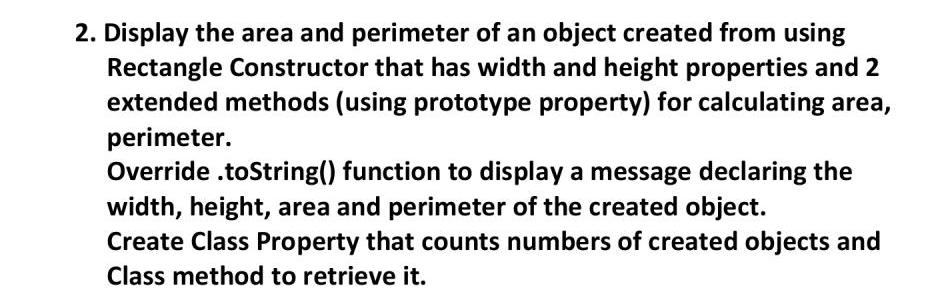 2. Display the area and perimeter of an object created from using
Rectangle Constructor that has width and height properties and 2
extended methods (using prototype property) for calculating area,
perimeter.
Override .toString() function to display a message declaring the
width, height, area and perimeter of the created object.
Create Class Property that counts numbers of created objects and
Class method to retrieve it.